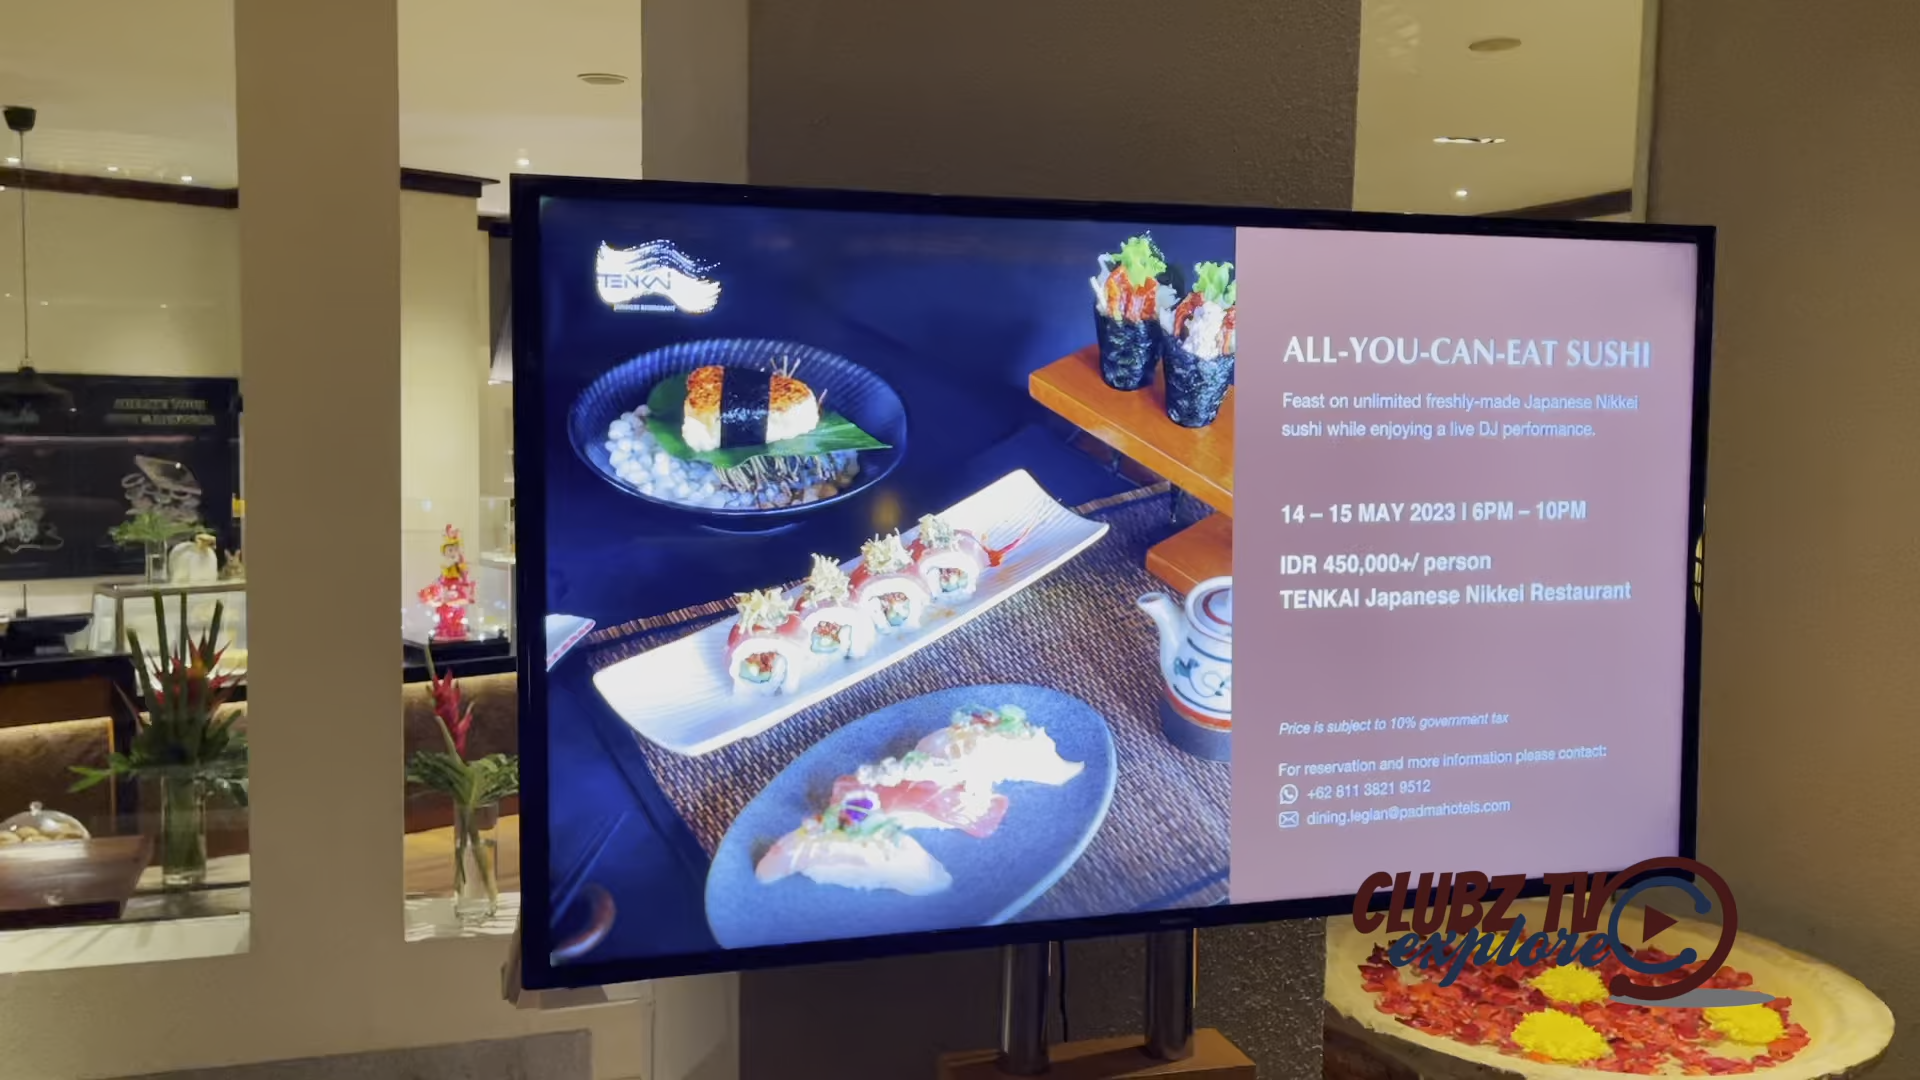 TENKAI
ALL-YOU-CAN-EAT SUSHI
Feast on unlimited freshly-made Japanese Nikkei
sushi while enjoying a live DJ performance.
14 – 15 MAY 2023 | 6PM – 10PM
IDR 450,000+/ person
TENKAI Japanese Nikkei Restaurant
Price is subject to 10% government tax
For reservation and more information please contact:
+62 811 3821 9512
dining.legian@padmahotels.com
CLUBZ TV
explore